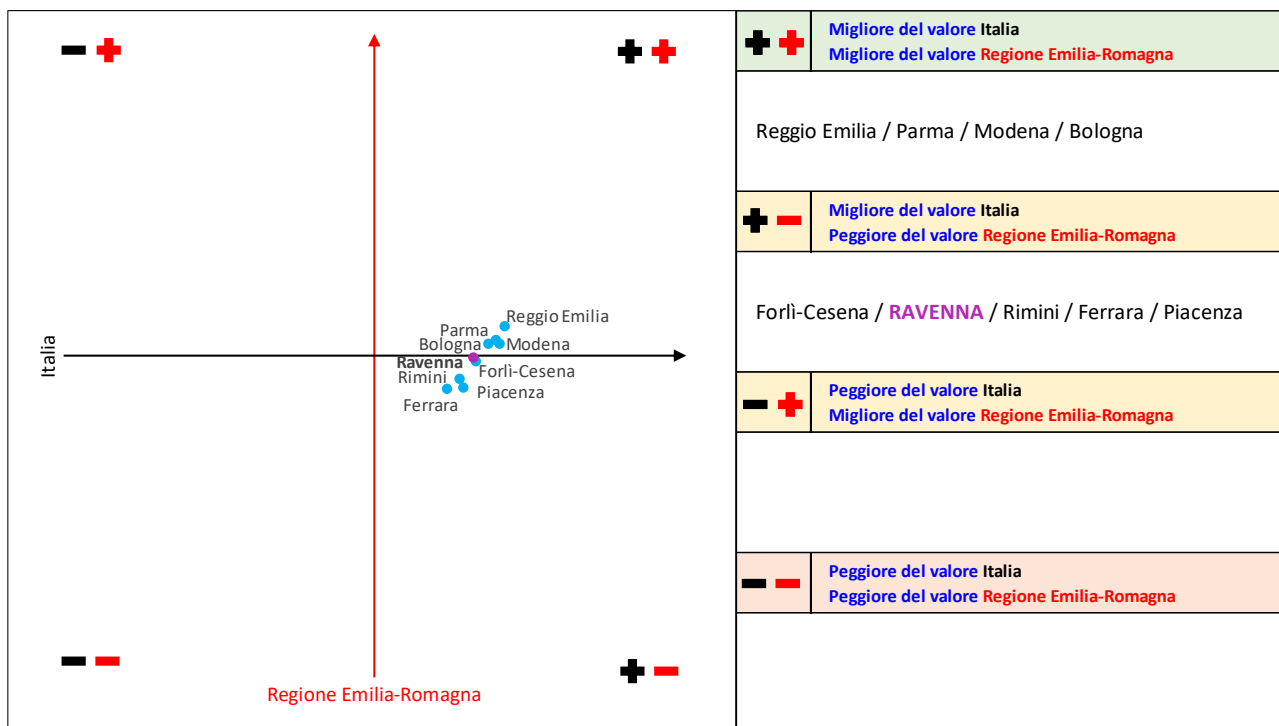 Italia
Reggio Emilia
Parma
Bologna
Modena
Ravenna
Forlì-Cesena
Rimini
Piacenza
Ferrara
Regione Emilia-Romagna
Migliore del valore Italia
Migliore del valore Regione Emilia-Romagna
Reggio Emilia / Parma / Modena / Bologna
Migliore del valore Italia
Peggiore del valore Regione Emilia-Romagna
Forlì-Cesena / RAVENNA / Rimini / Ferrara / Piacenza
Peggiore del valore Italia
Migliore del valore Regione Emilia-Romagna
Peggiore del valore Italia
Peggiore del valore Regione Emilia-Romagna